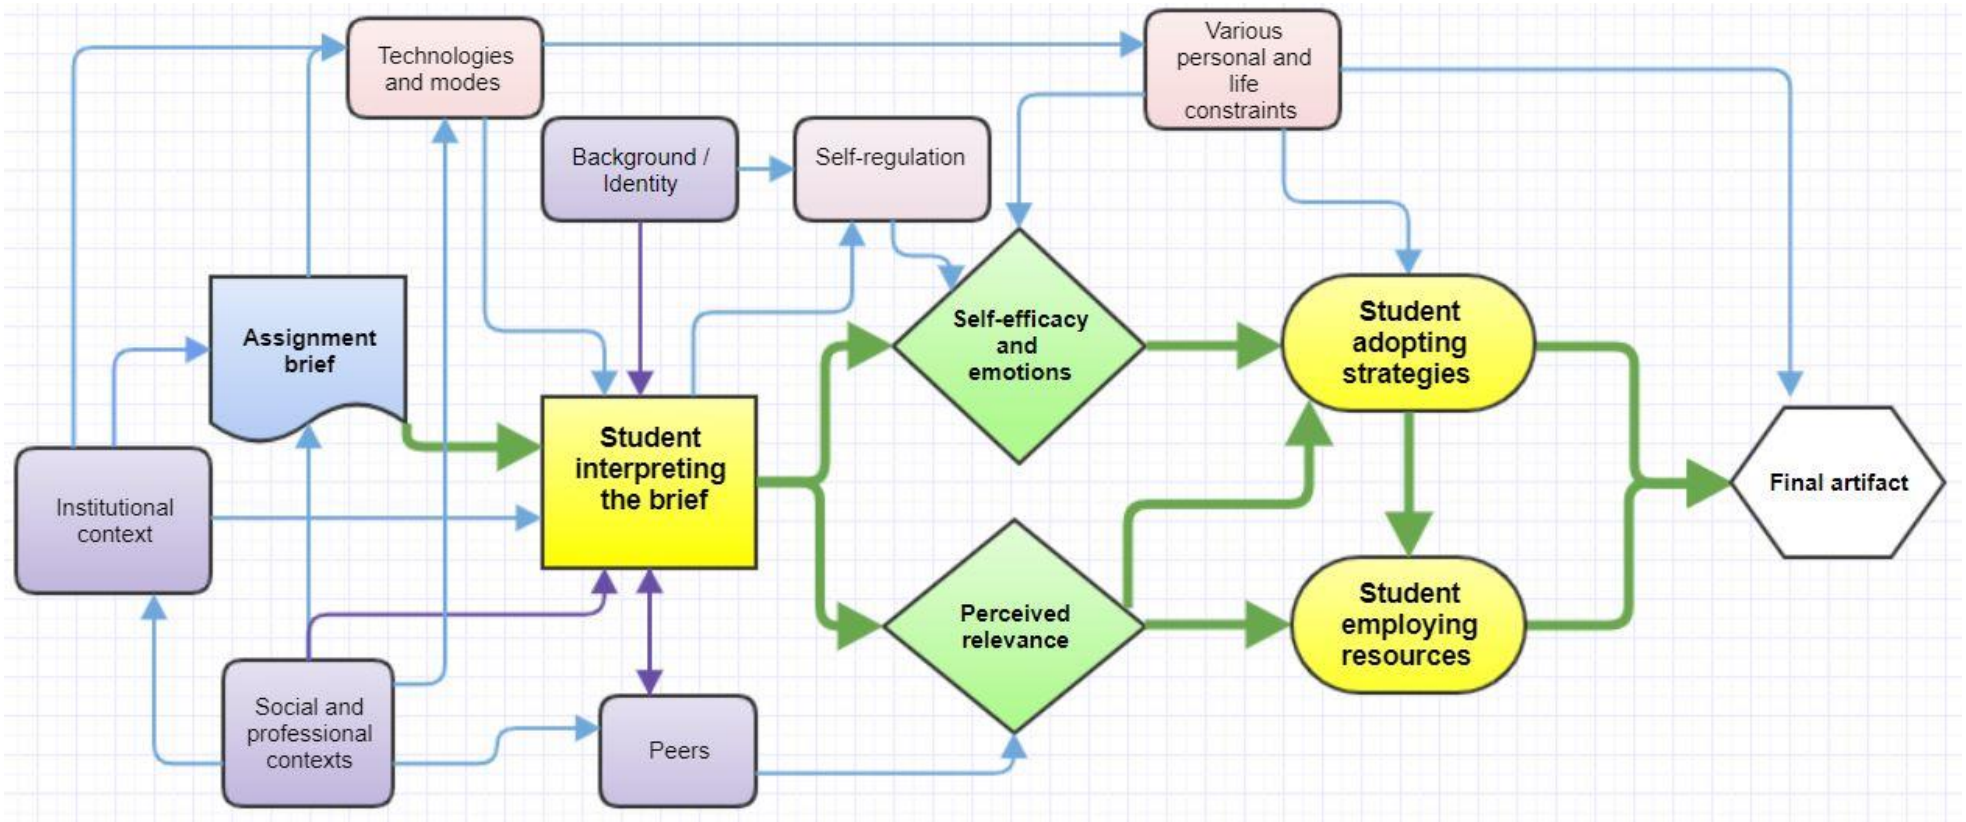 Technologies
and modes
Various
personal and
life
constraints
Background /
Identity
Self-regulation
Assignment
brief
Self-efficacy
and
emotions
Student
adopting
strategies
Student
interpreting
the brief
Institutional
context
Final artifact
Perceived
relevance
Student
employing
resources
Social and
professional
contexts
Peers